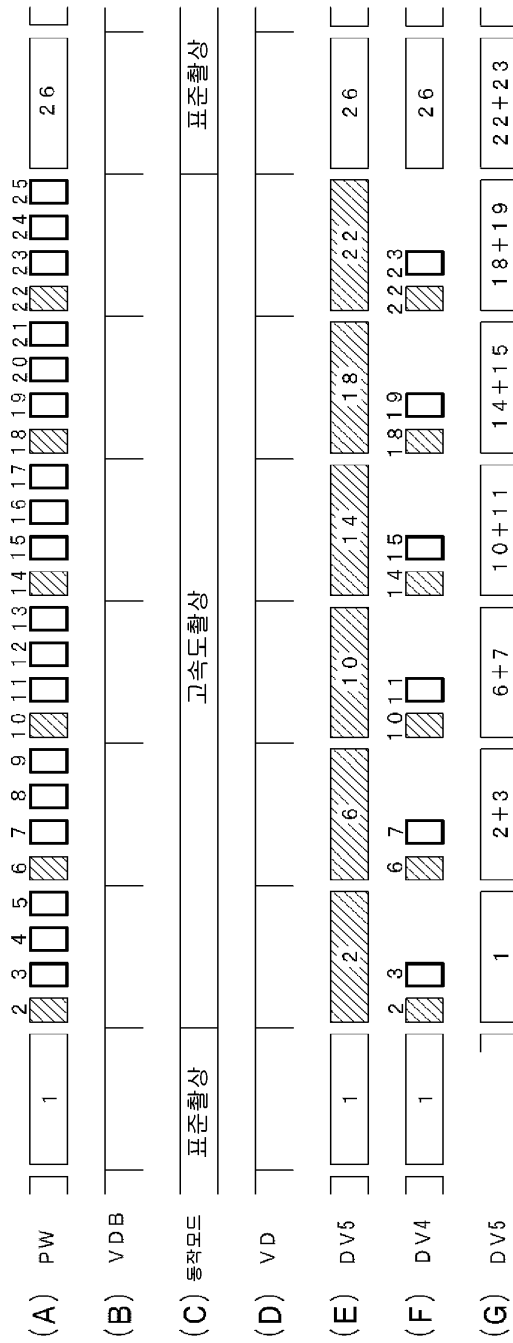 (A) PW 1 2 3 4 5 6 7 8 9 10 11 12 13 14 15 16 17 18 19 20 21 22 23 24 25 26
(B) VDB
(C) 동작모드 표준촬상 고속도촬상 표준촬상
(D) VD
(E) DV5 1 2 6 10 14 18 22 26
(F) DV4 1 2 3 6 7 10 11 14 15 18 19 22 23 26
(G) DV5 1 2+3 6+7 10+11 14+15 18+19 22+23